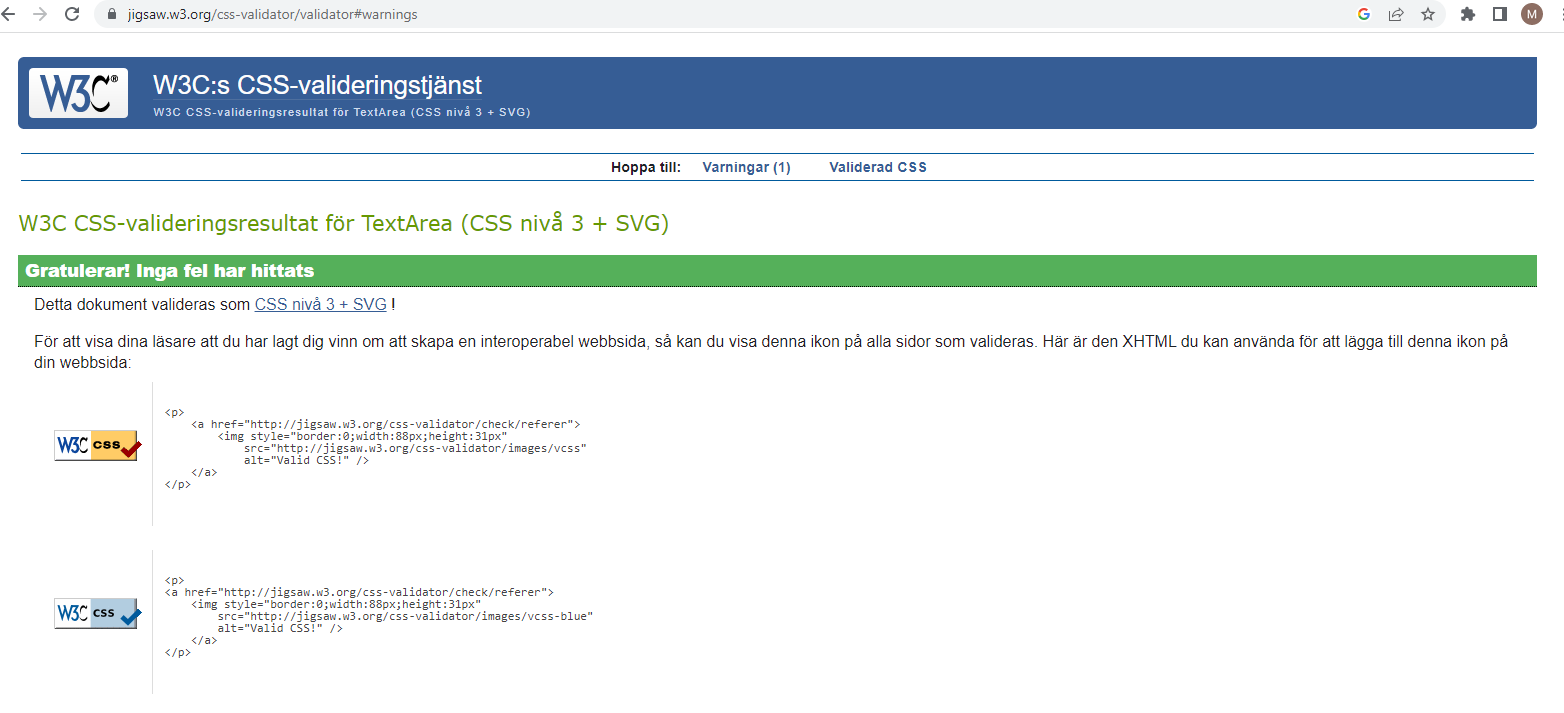 jigsaw.w3.org/css-validator/validator#warnings
M
W3C®
W3C:s CSS-valideringstjänst
W3C CSS-valideringsresultat för TextArea (CSS nivå 3 + SVG)
Hoppa till: Varningar (1) Validerad CSS
W3C CSS-valideringsresultat för TextArea (CSS nivå 3 + SVG)
Gratulerar! Inga fel har hittats
Detta dokument valideras som CSS nivå 3 + SVG !
För att visa dina läsare att du har lagt dig vinn om att skapa en interoperabel webbsida, så kan du visa denna ikon på alla sidor som valideras. Här är den XHTML du kan använda för att lägga till denna ikon på
din webbsida:
W3C css
<p>
    <a href="http://jigsaw.w3.org/css-validator/check/referer">
        <img style="border:0;width:88px;height:31px"
            src="http://jigsaw.w3.org/css-validator/images/vcss"
            alt="Valid CSS!" />
    </a>
</p>
W3C css
<p>
<a href="http://jigsaw.w3.org/css-validator/check/referer">
    <img style="border:0;width:88px;height:31px"
        src="http://jigsaw.w3.org/css-validator/images/vcss-blue"
        alt="Valid CSS!" />
    </a>
</p>